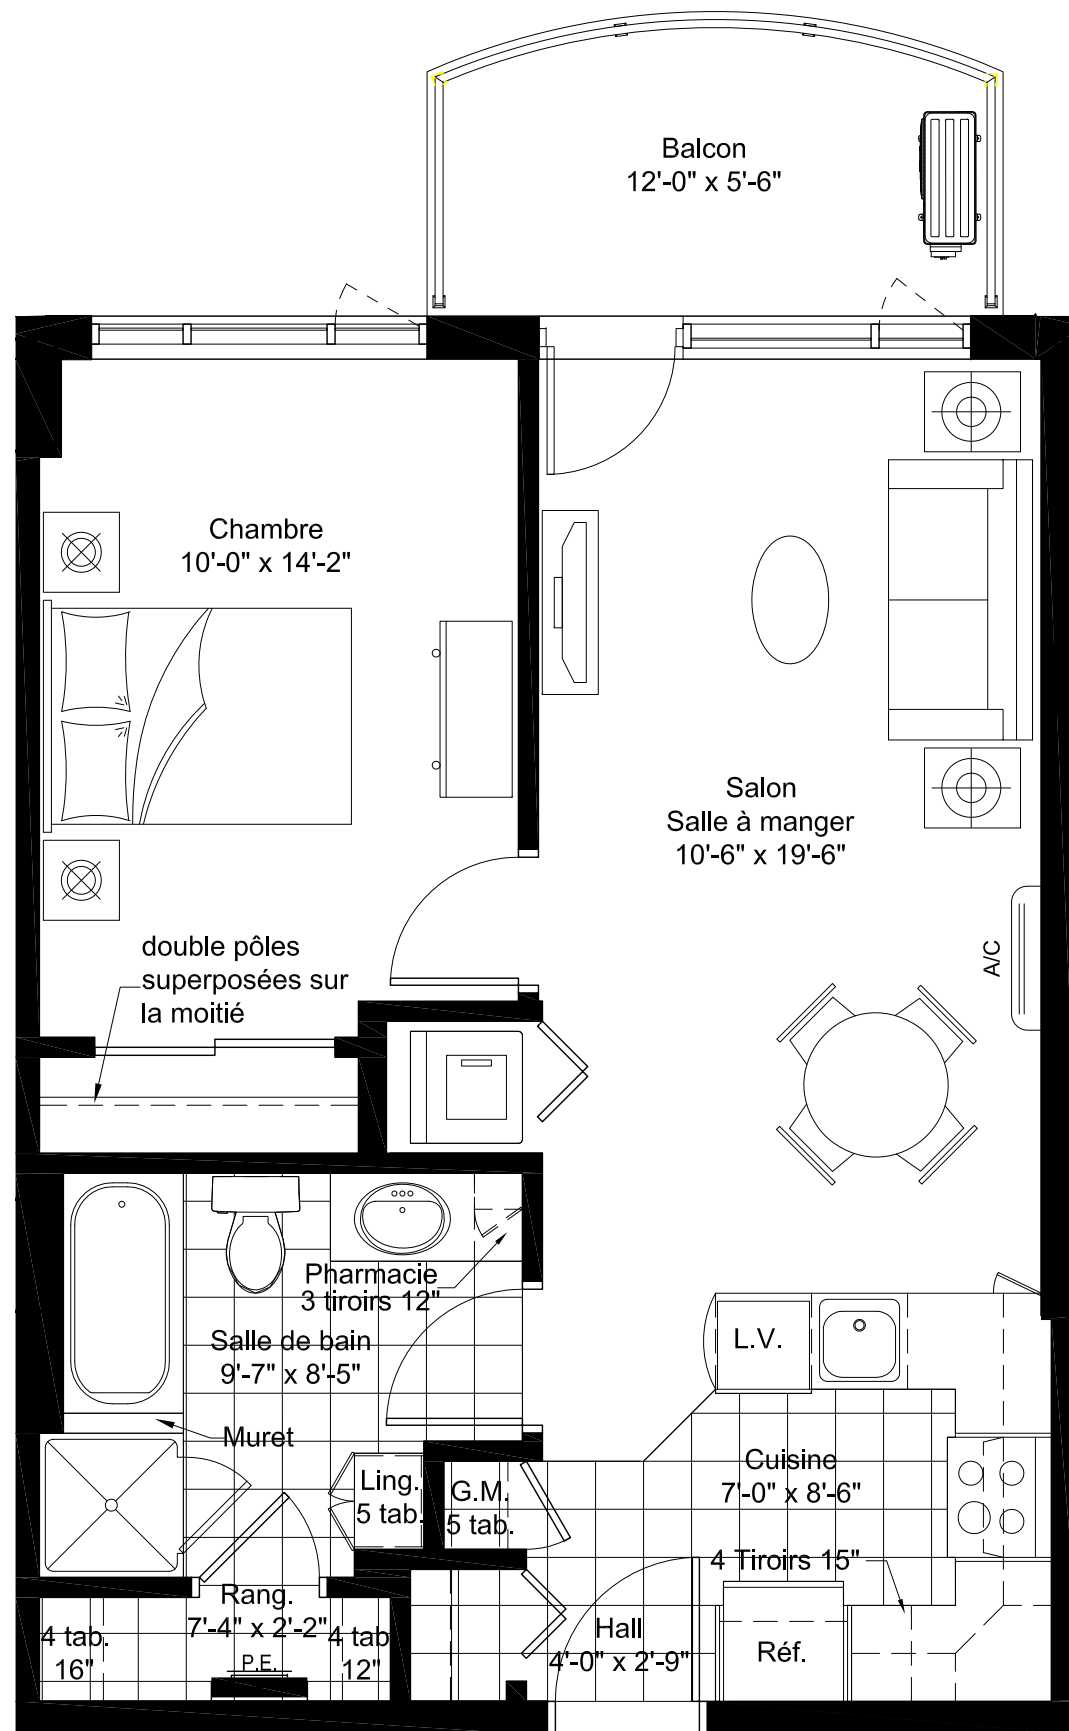 Balcon
12'-0" x 5'-6"
Chambre
10'-0" x 14'-2"
Salon
Salle à manger
10'-6" x 19'-6"
double pôles
superposées sur
la moitié
A/C
Pharmacie
3 tiroirs 12"
Salle de bain
9'-7" x 8'-5"
L.V.
Muret
Ling.
5 tab.
G.M.
5 tab.
Cuisine
7'-0" x 8'-6"
4 Tiroirs 15"
Rang.
7'-4" x 2'-2"
4 tab.
16"
P.E.
4 tab
12"
Hall
4'-0" x 2'-9"
Réf.